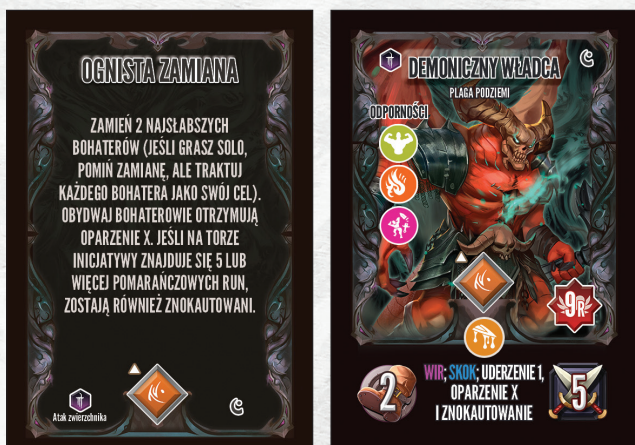 OGNISTA ZAMIANA
ZAMIEŃ 2 NAJSŁABSZYCH
BOHATERÓW (JEŚLI GRASZ SOLO,
POMIŃ ZAMIANĘ, ALE TRAKTUJ
KAŻDEGO BOHATERA JAKO SWÓJ CEL).
OBYDWAJ BOHATEROWIE OTRZYMUJĄ
OPARZENIE X. JEŚLI NA TORZE
INICJATYWY ZNAJDUJE SIĘ 5 LUB
WIĘCEJ POMARAŃCZOWYCH RUN,
ZOSTAJĄ RÓWNIEŻ ZNOKAUTOWANI.
Atak zwierzchnika
DEMONICZNY WŁADCA
PLAGA PODZIEMI
ODPORNOŚCI
9R
2
WIR; SKOK; UDERZENIE 1,
OPARZENIE X
I ZNOKAUTOWANIE
5